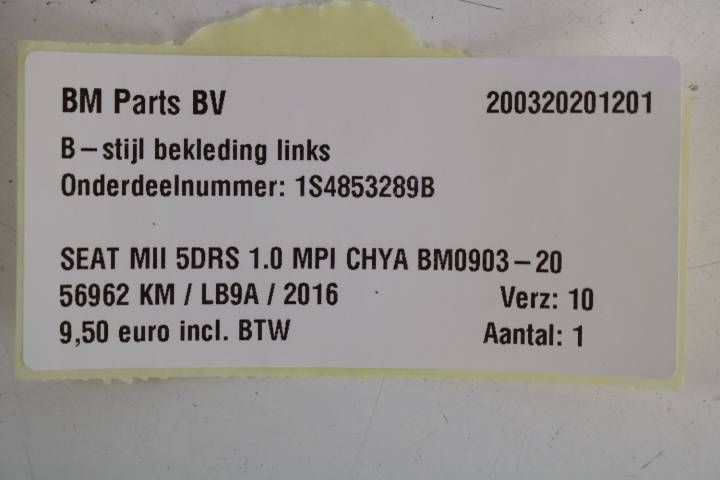 BM Parts BV 200320201201
B-stijl bekleding links
Onderdeelnummer: 1S4853289B
SEAT MII 5DRS 1.0 MPI CHYA BM0903-20
56962 KM / LB9A / 2016 Verz: 10
9,50 euro incl. BTW Aantal: 1